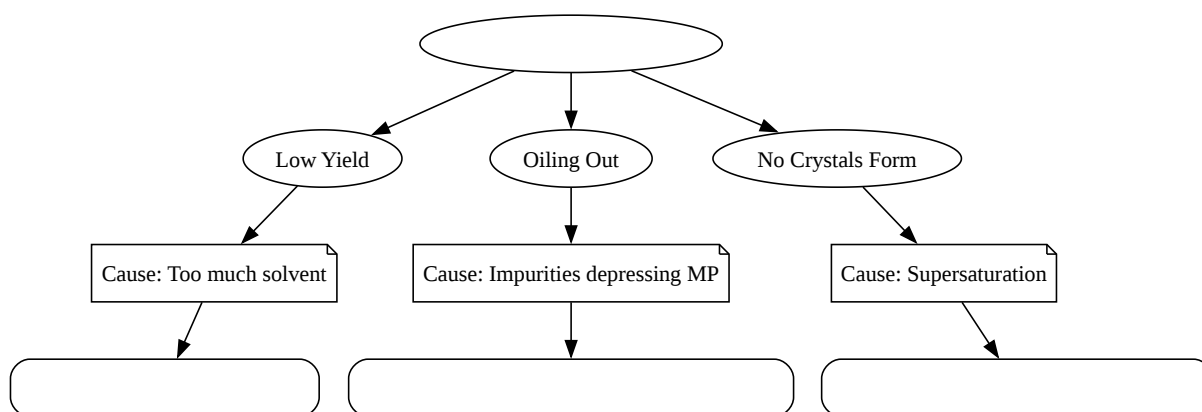 Low Yield
Oiling Out
No Crystals Form
Cause: Too much solvent
Cause: Impurities depressing MP
Cause: Supersaturation